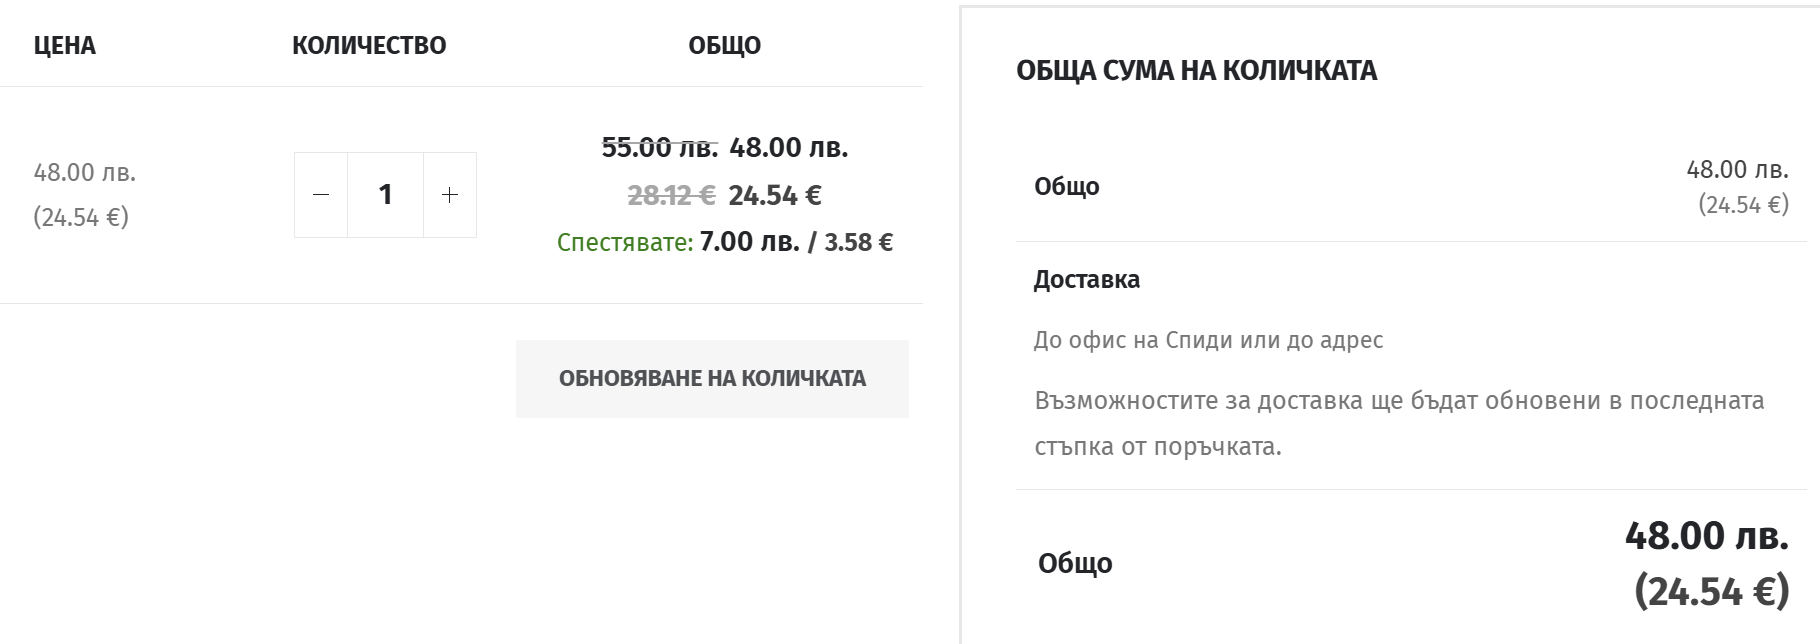 ЦЕНА КОЛИЧЕСТВО ОБЩО
48.00 лв.
(24.54 €)
− 1 +
55.00 лв. 48.00 лв.
28.12 € 24.54 €
Спестявате: 7.00 лв. / 3.58 €
ОБНОВЯВАНЕ НА КОЛИЧКАТА
ОБЩА СУМА НА КОЛИЧКАТА
Общо
48.00 лв.
(24.54 €)
Доставка
До офис на Спиди или до адрес
Възможностите за доставка ще бъдат обновени в последната
стъпка от поръчката.
Общо
48.00 лв.
(24.54 €)